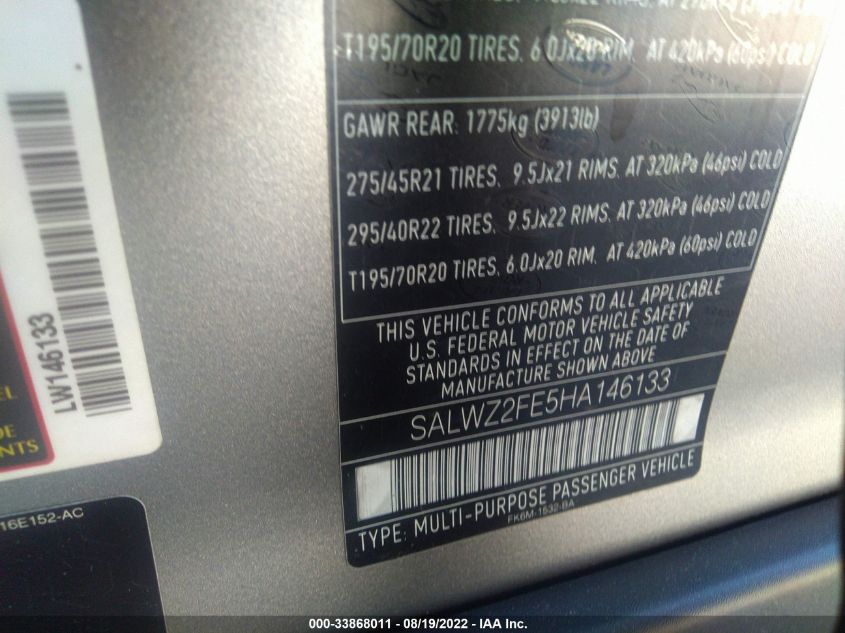 T195/70R20 TIRES. 6.0Jx20 RIM. AT 420kPa (60psi) COLD
GAWR REAR: 1775kg (3913lb)
275/45R21 TIRES. 9.5Jx21 RIMS. AT 320kPa (46psi) COLD
295/40R22 TIRES. 9.5Jx22 RIMS. AT 320kPa (46psi) COLD
T195/70R20 TIRES. 6.0Jx20 RIM. AT 420kPa (60psi) COLD
THIS VEHICLE CONFORMS TO ALL APPLICABLE
U.S. FEDERAL MOTOR VEHICLE SAFETY
STANDARDS IN EFFECT ON THE DATE OF
MANUFACTURE SHOWN ABOVE
SALWZ2FE5HA146133
TYPE: MULTI-PURPOSE PASSENGER VEHICLE
FK6M-1532-BA
LW146133
16E152-AC
000-33868011 - 08/19/2022 - IAA Inc.